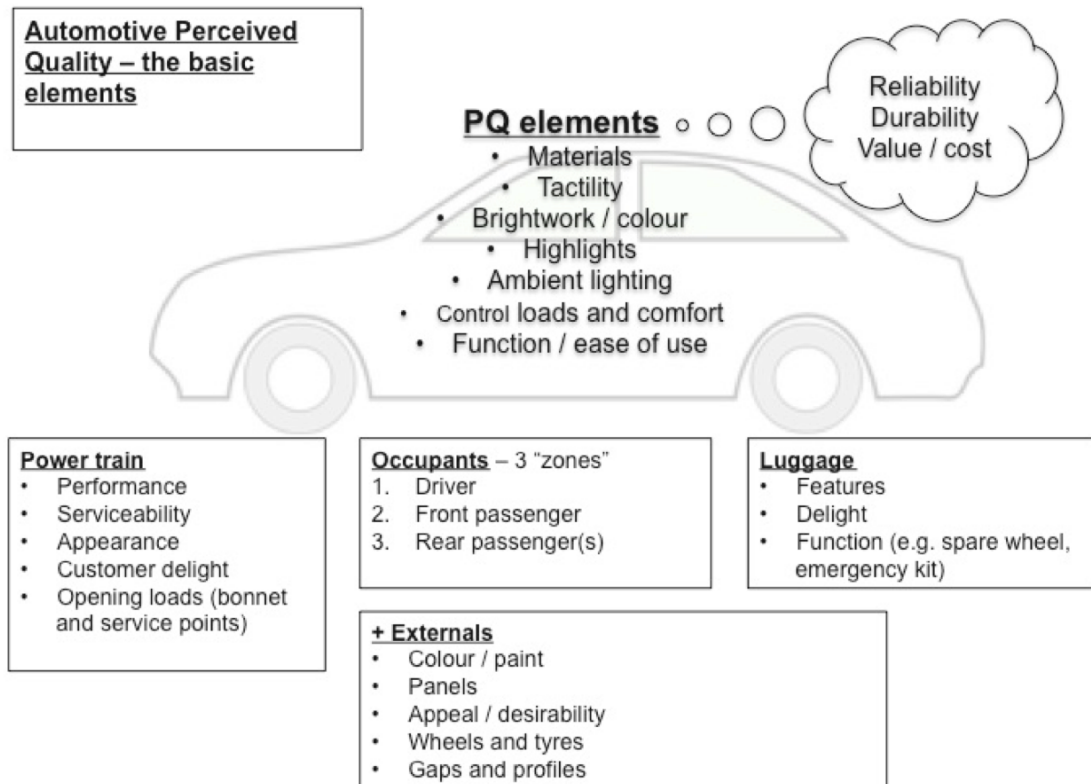 Automotive Perceived
Quality – the basic
elements
PQ elements
• Materials
• Tactility
• Brightwork / colour
• Highlights
• Ambient lighting
• Control loads and comfort
• Function / ease of use
Reliability
Durability
Value / cost
Power train
• Performance
• Serviceability
• Appearance
• Customer delight
• Opening loads (bonnet
and service points)
Occupants – 3 “zones”
1. Driver
2. Front passenger
3. Rear passenger(s)
Luggage
• Features
• Delight
• Function (e.g. spare wheel,
emergency kit)
+ Externals
• Colour / paint
• Panels
• Appeal / desirability
• Wheels and tyres
• Gaps and profiles